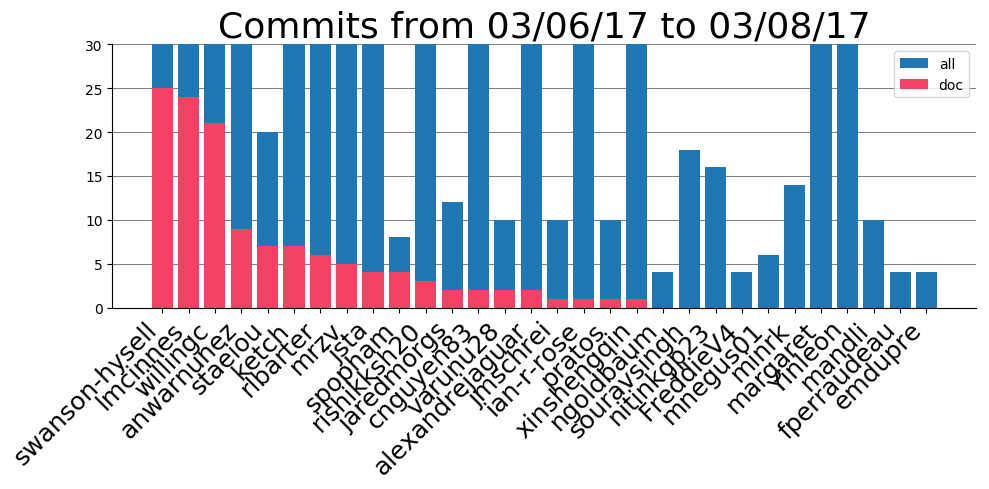 Commits from 03/06/17 to 03/08/17
30
25
20
15
10
5
0
all
doc
swanson-hysell
lmcinnes
willingc
anwarnunez
staeiou
ketch
rlbarter
mrzv
jsta
spopham
rishikksh20
jaredmorgs
cnguyen83
varunu28
alexandrejaguar
jmschrei
ian-r-rose
pratos
xinshengqin
ngoldbaum
souravsingh
nitinkgp23
FreddieV4
mnegus01
minrk
margaret
YinleonYinleon
mandli
fperraudeau
emdupre